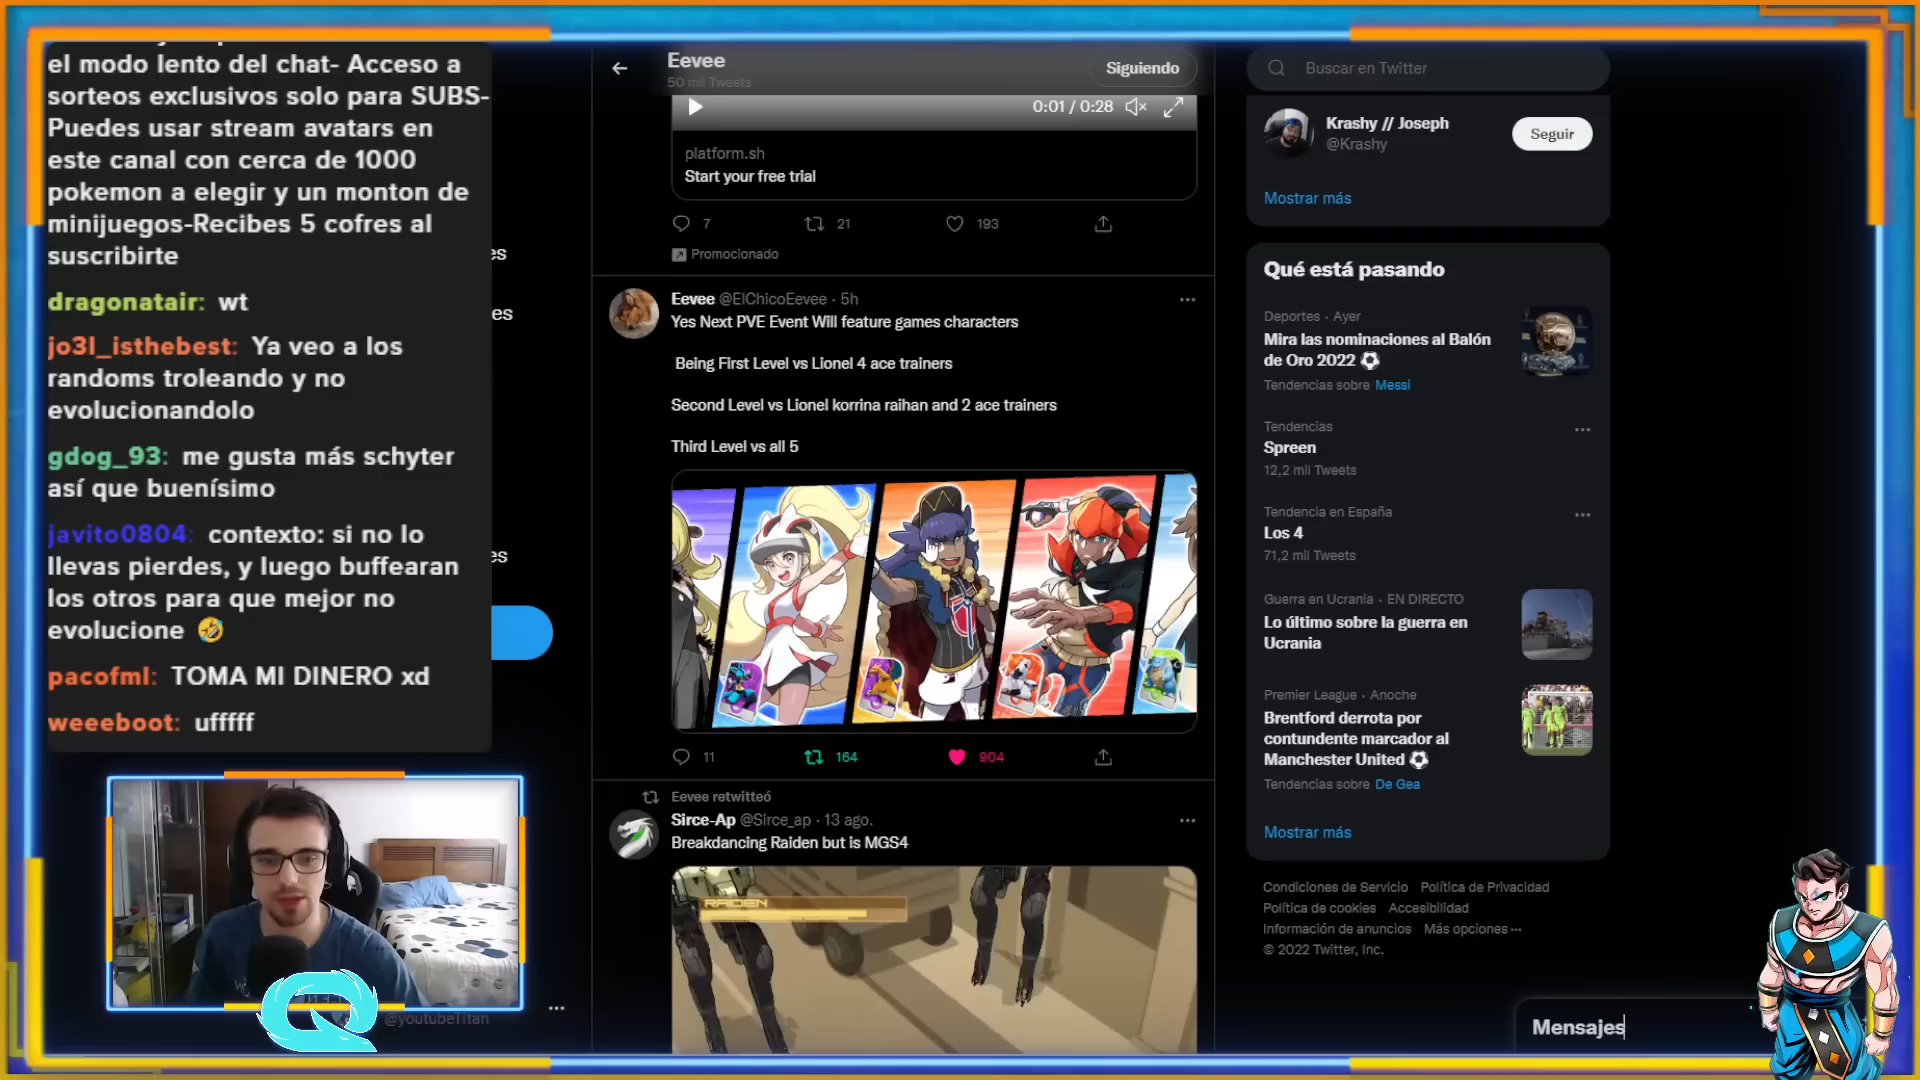 el modo lento del chat- Acceso a
sorteos exclusivos solo para SUBS-
Puedes usar stream avatars en
este canal con cerca de 1000
pokemon a elegir y un monton de
minijuegos-Recibes 5 cofres al
suscribirte
dragonatair: wt
jo3l_isthebest: Ya veo a los
randoms troleando y no
evolucionandolo
gdog_93: me gusta más schyter
así que buenísimo
javito0804: contexto: si no lo
llevas pierdes, y luego buffearan
los otros para que mejor no
evolucione 🤣
pacofml: TOMA MI DINERO xd
weeeboot: ufffff
es
es
es
@youtubeTitan
Eevee
50 mil Tweets
Siguiendo
0:01 / 0:28
platform.sh
Start your free trial
7 21 193
Promocionado
Eevee @ElChicoEevee · 5h
Yes Next PVE Event Will feature games characters
Being First Level vs Lionel 4 ace trainers
Second Level vs Lionel korrina raihan and 2 ace trainers
Third Level vs all 5
11 164 904
Eevee retwitteó
Sirce-Ap @Sirce_ap · 13 ago.
Breakdancing Raiden but is MGS4
RAIDEN
Buscar en Twitter
Krashy // Joseph
@Krashy
Seguir
Mostrar más
Qué está pasando
Deportes · Ayer
Mira las nominaciones al Balón
de Oro 2022 ⚽
Tendencias sobre Messi
Tendencias
Spreen
12,2 mil Tweets
Tendencia en España
Los 4
71,2 mil Tweets
Guerra en Ucrania · EN DIRECTO
Lo último sobre la guerra en
Ucrania
Premier League · Anoche
Brentford derrota por
contundente marcador al
Manchester United ⚽
Tendencias sobre De Gea
Mostrar más
Condiciones de Servicio Política de Privacidad
Política de cookies Accesibilidad
Información de anuncios Más opciones ···
© 2022 Twitter, Inc.
Mensajes